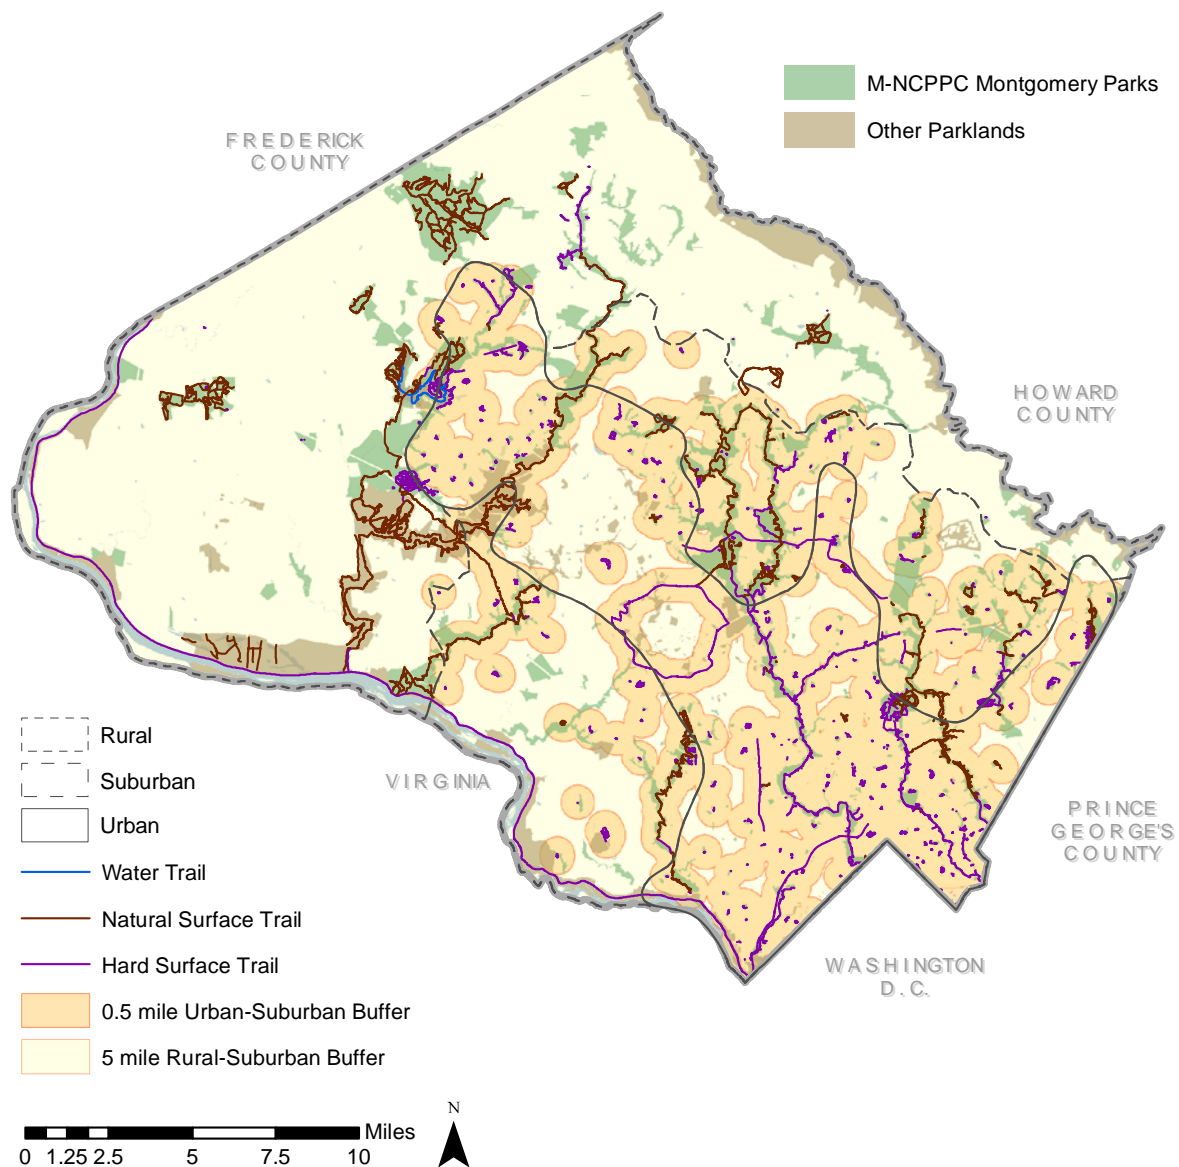 M-NCPPC Montgomery Parks
Other Parklands
FREDERICK
COUNTY
HOWARD
COUNTY
Rural
Suburban
Urban
Water Trail
Natural Surface Trail
Hard Surface Trail
0.5 mile Urban-Suburban Buffer
5 mile Rural-Suburban Buffer
VIRGINIA
PRINCE
GEORGE'S
COUNTY
WASHINGTON
D.C.
N
Miles
0 1.25 2.5 5 7.5 10